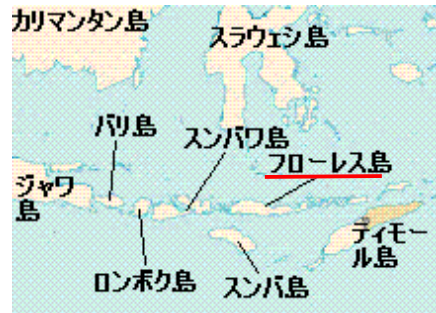 カリマンタン島
スラウェシ島
バリ島
スンバワ島
フローレス島
ジャワ
島
ティモー
ル島
ロンボク島
スンバ島